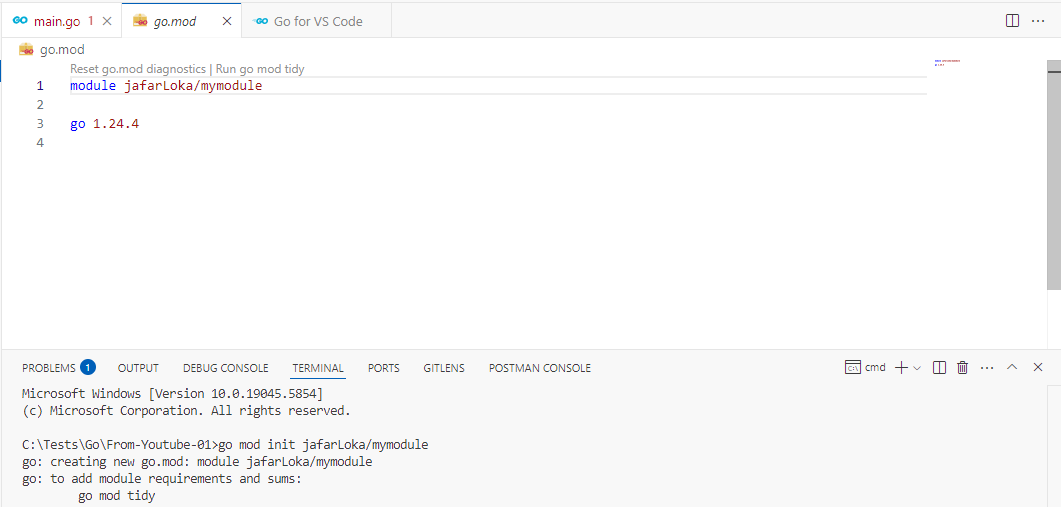 main.go 1 go.mod Go for VS Code
go.mod
Reset go.mod diagnostics | Run go mod tidy
1 module jafarLoka/mymodule
2
3 go 1.24.4
4
PROBLEMS 1 OUTPUT DEBUG CONSOLE TERMINAL PORTS GITLENS POSTMAN CONSOLE cmd
Microsoft Windows [Version 10.0.19045.5854]
(c) Microsoft Corporation. All rights reserved.
C:\Tests\Go\From-Youtube-01>go mod init jafarLoka/mymodule
go: creating new go.mod: module jafarLoka/mymodule
go: to add module requirements and sums:
go mod tidy